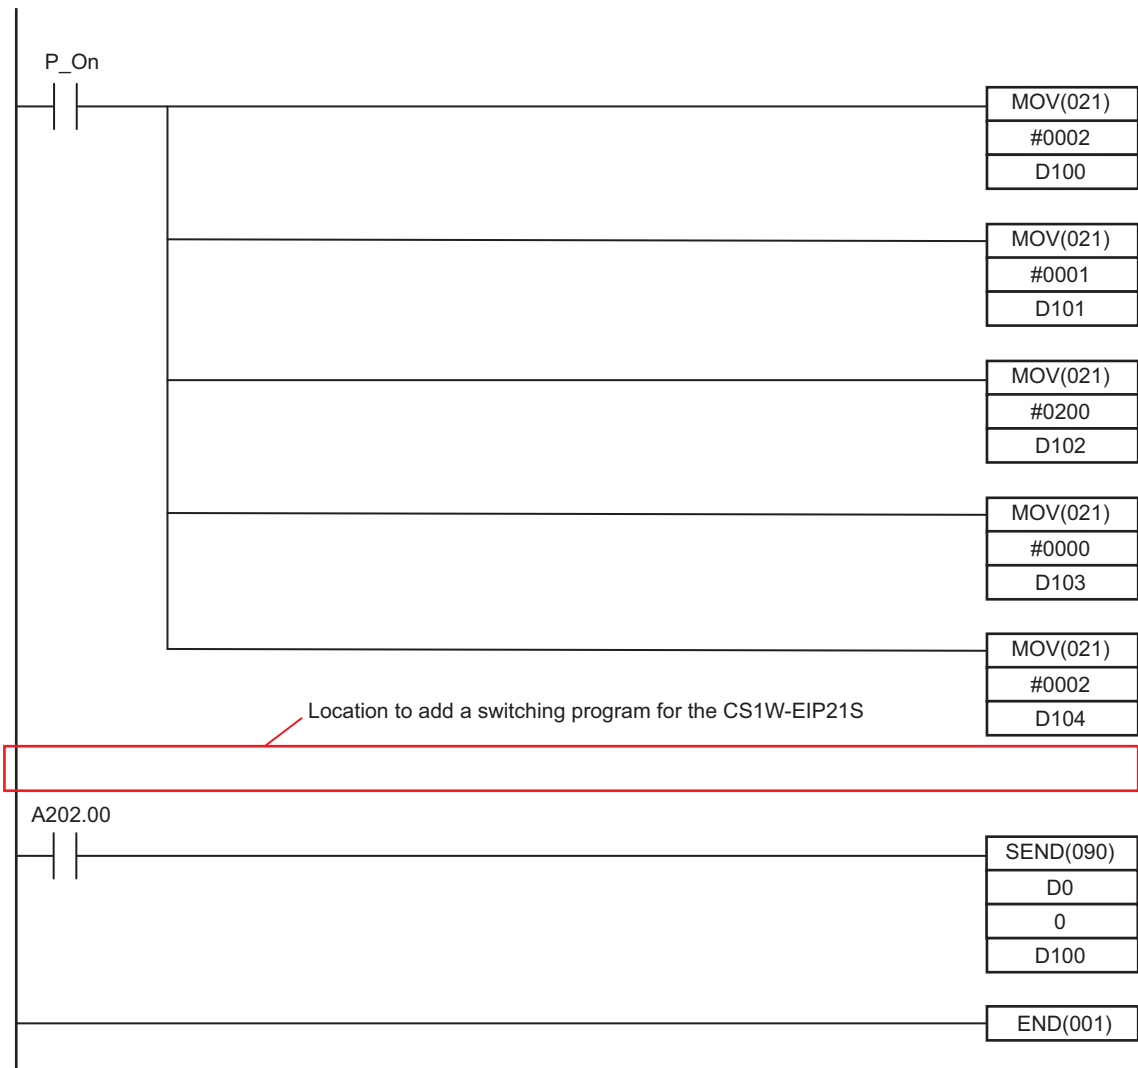 P_On
MOV(021)
#0002
D100
MOV(021)
#0001
D101
MOV(021)
#0200
D102
MOV(021)
#0000
D103
MOV(021)
#0002
D104
Location to add a switching program for the CS1W-EIP21S
A202.00
SEND(090)
D0
0
D100
END(001)